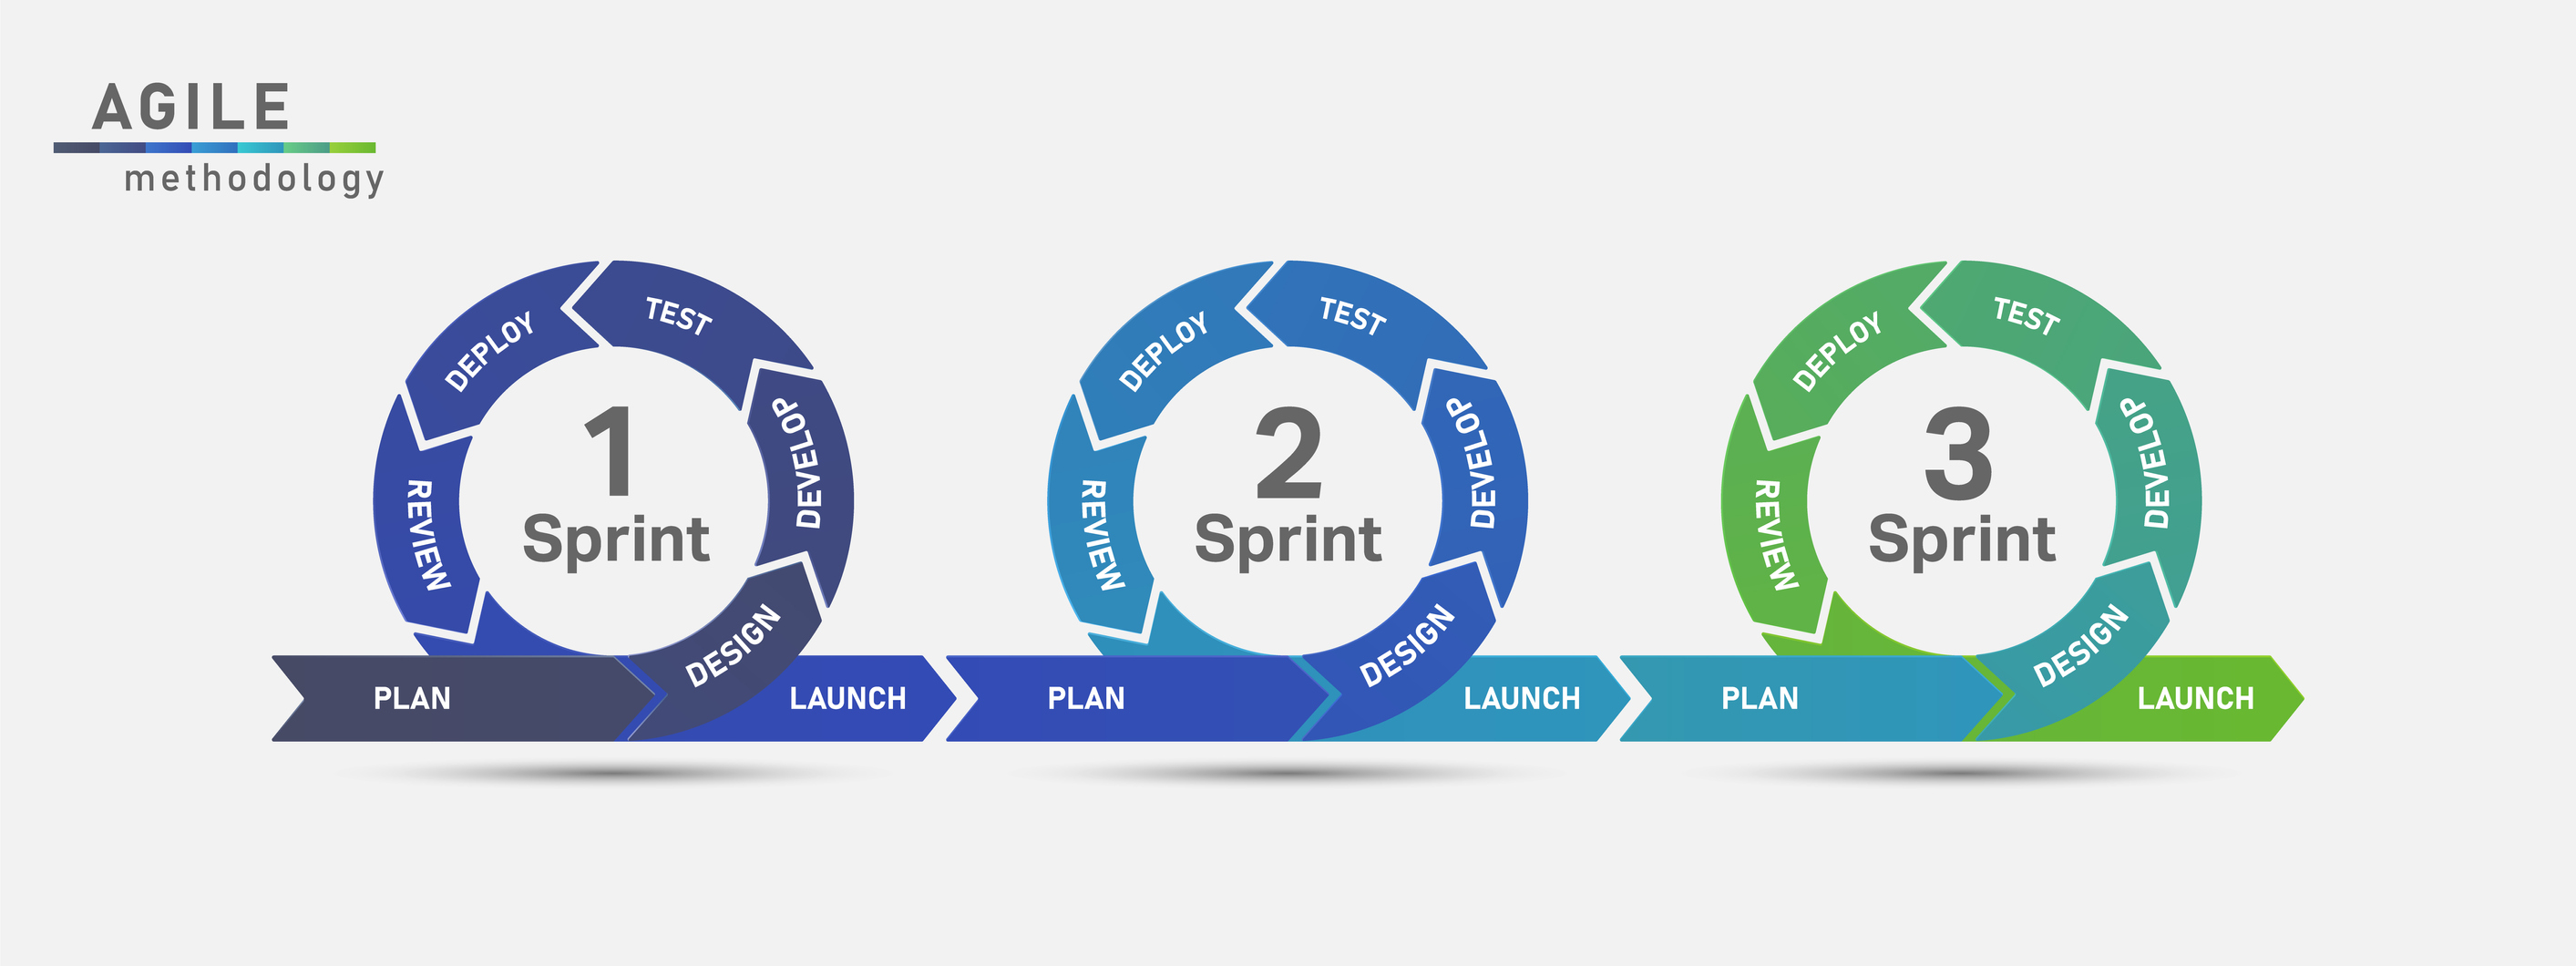 AGILE
methodology
1
Sprint
PLAN
DESIGN
DEVELOP
TEST
DEPLOY
REVIEW
LAUNCH
2
Sprint
PLAN
DESIGN
DEVELOP
TEST
DEPLOY
REVIEW
LAUNCH
3
Sprint
PLAN
DESIGN
DEVELOP
TEST
DEPLOY
REVIEW
LAUNCH